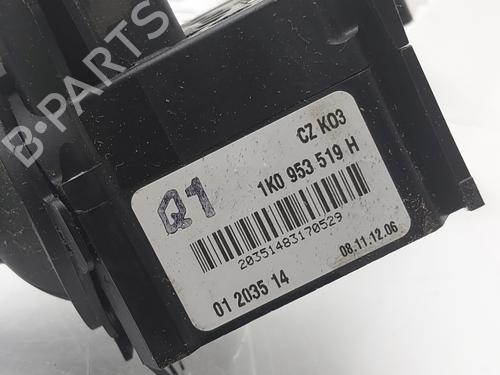 B-PARTS
CZ K03
Q1
1K0 953 519 H
20351483170529
01 2035 14
08.11.12.06